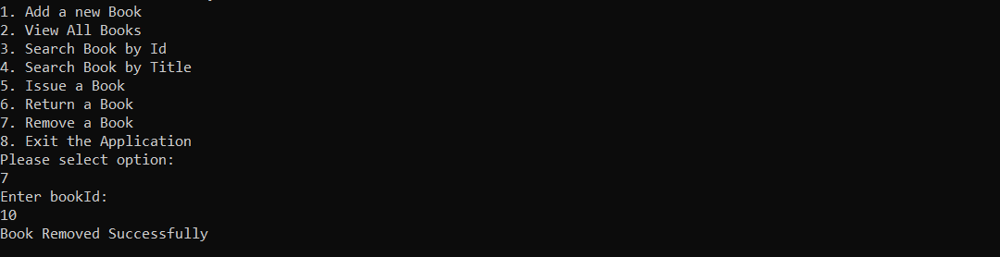 1. Add a new Book
2. View All Books
3. Search Book by Id
4. Search Book by Title
5. Issue a Book
6. Return a Book
7. Remove a Book
8. Exit the Application
Please select option:
7
Enter bookId:
10
Book Removed Successfully